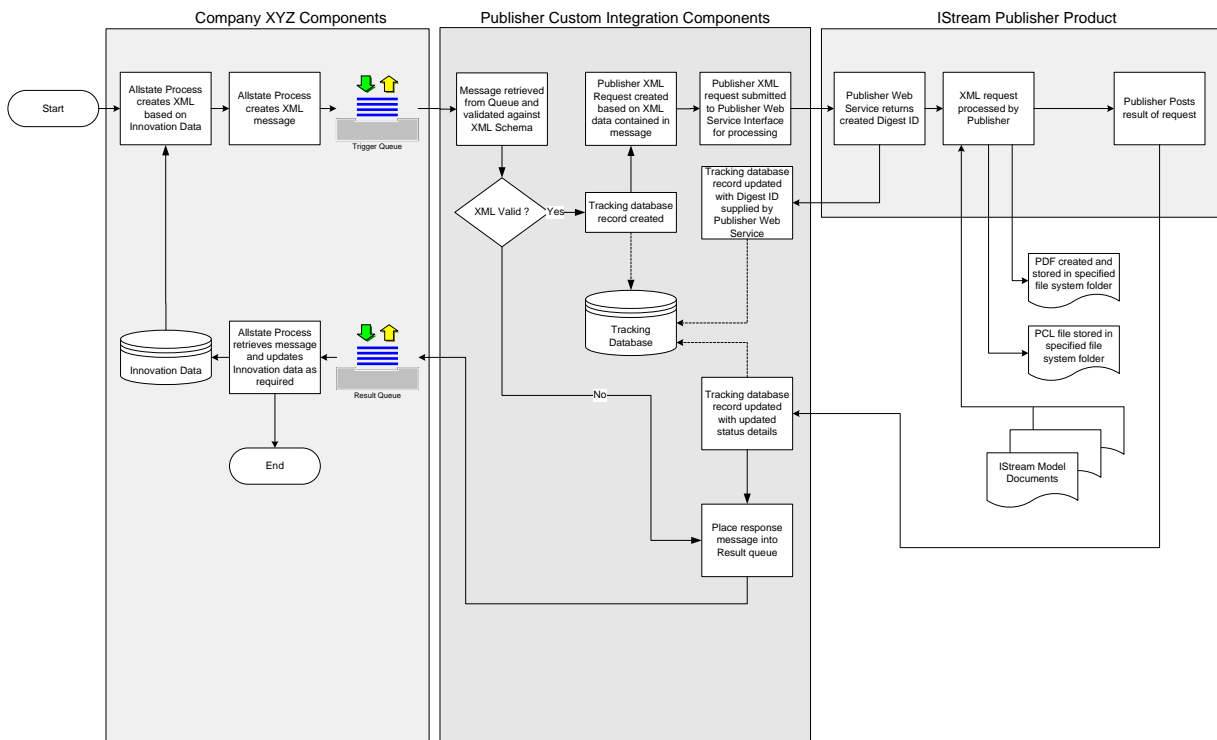 Company XYZ Components
Publisher Custom Integration Components
IStream Publisher Product
Start
Allstate Process
creates XML
based on
Innovation Data
Allstate Process
creates XML
message
Trigger Queue
Message retrieved
from Queue and
validated against
XML Schema
Publisher XML
Request created
based on XML
data contained in
message
Publisher XML
request submitted
to Publisher Web
Service Interface
for processing
Publisher Web
Service returns
created Digest ID
XML request
processed by
Publisher
Publisher Posts
result of request
XML Valid ?
Yes
Tracking database
record created
Tracking database
record updated
with Digest ID
supplied by
Publisher Web
Service
PDF created and
stored in specified
file system folder
Innovation Data
Allstate Process
retrieves message
and updates
Innovation data as
required
Result Queue
Tracking
Database
PCL file stored in
specified file
system folder
No
Tracking database
record updated
with updated
status details
End
IStream Model
Documents
Place response
message into
Result queue